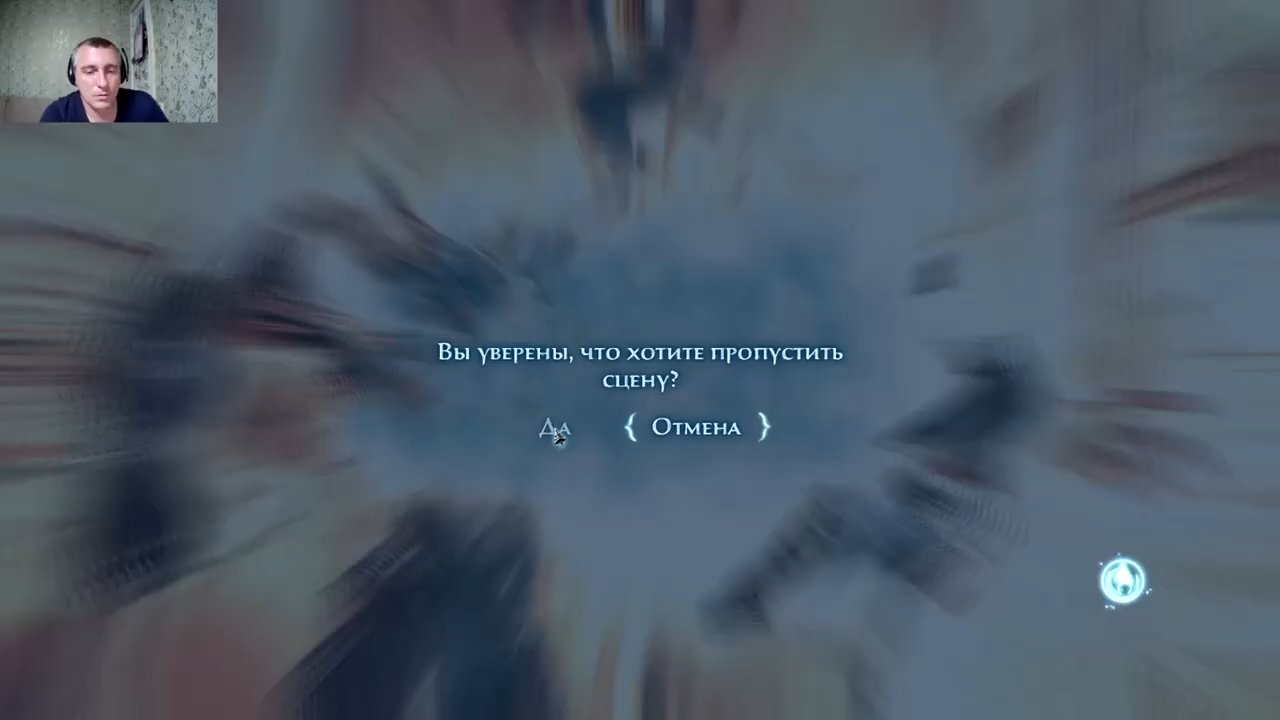 Вы уверены, что хотите пропустить
сцену?
Да { Отмена }